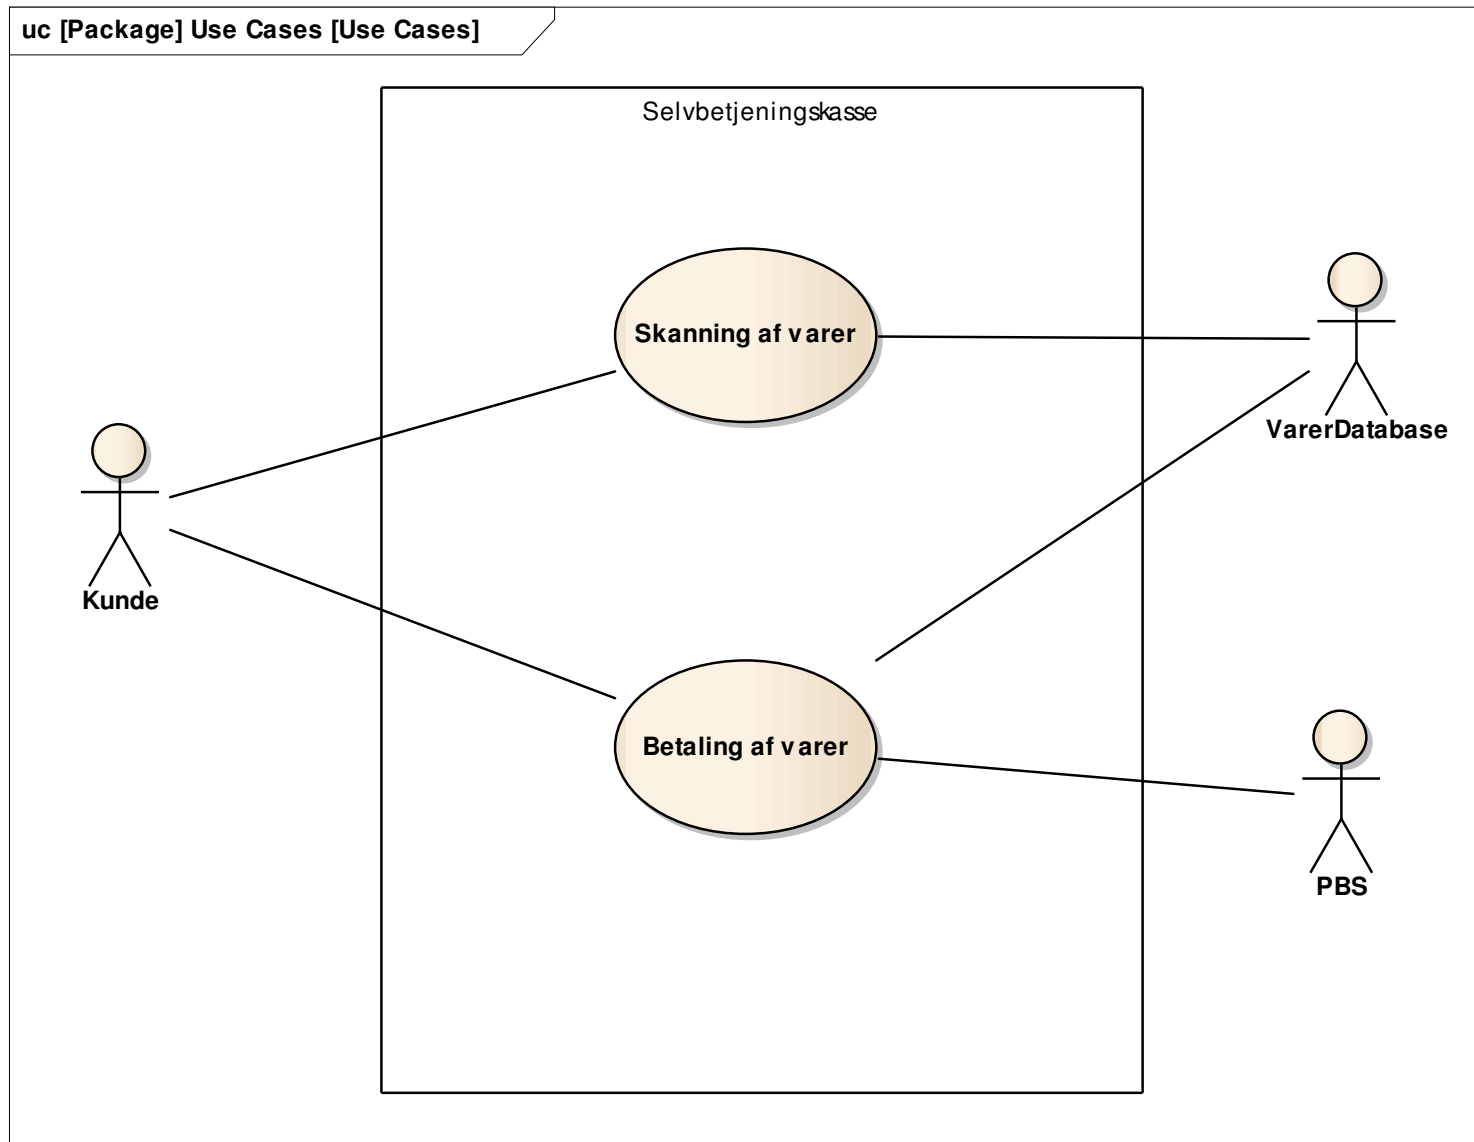 uc [Package] Use Cases [Use Cases]
Selvbetjeningskasse
Skanning af varer
VarerDatabase
Kunde
Betaling af varer
PBS